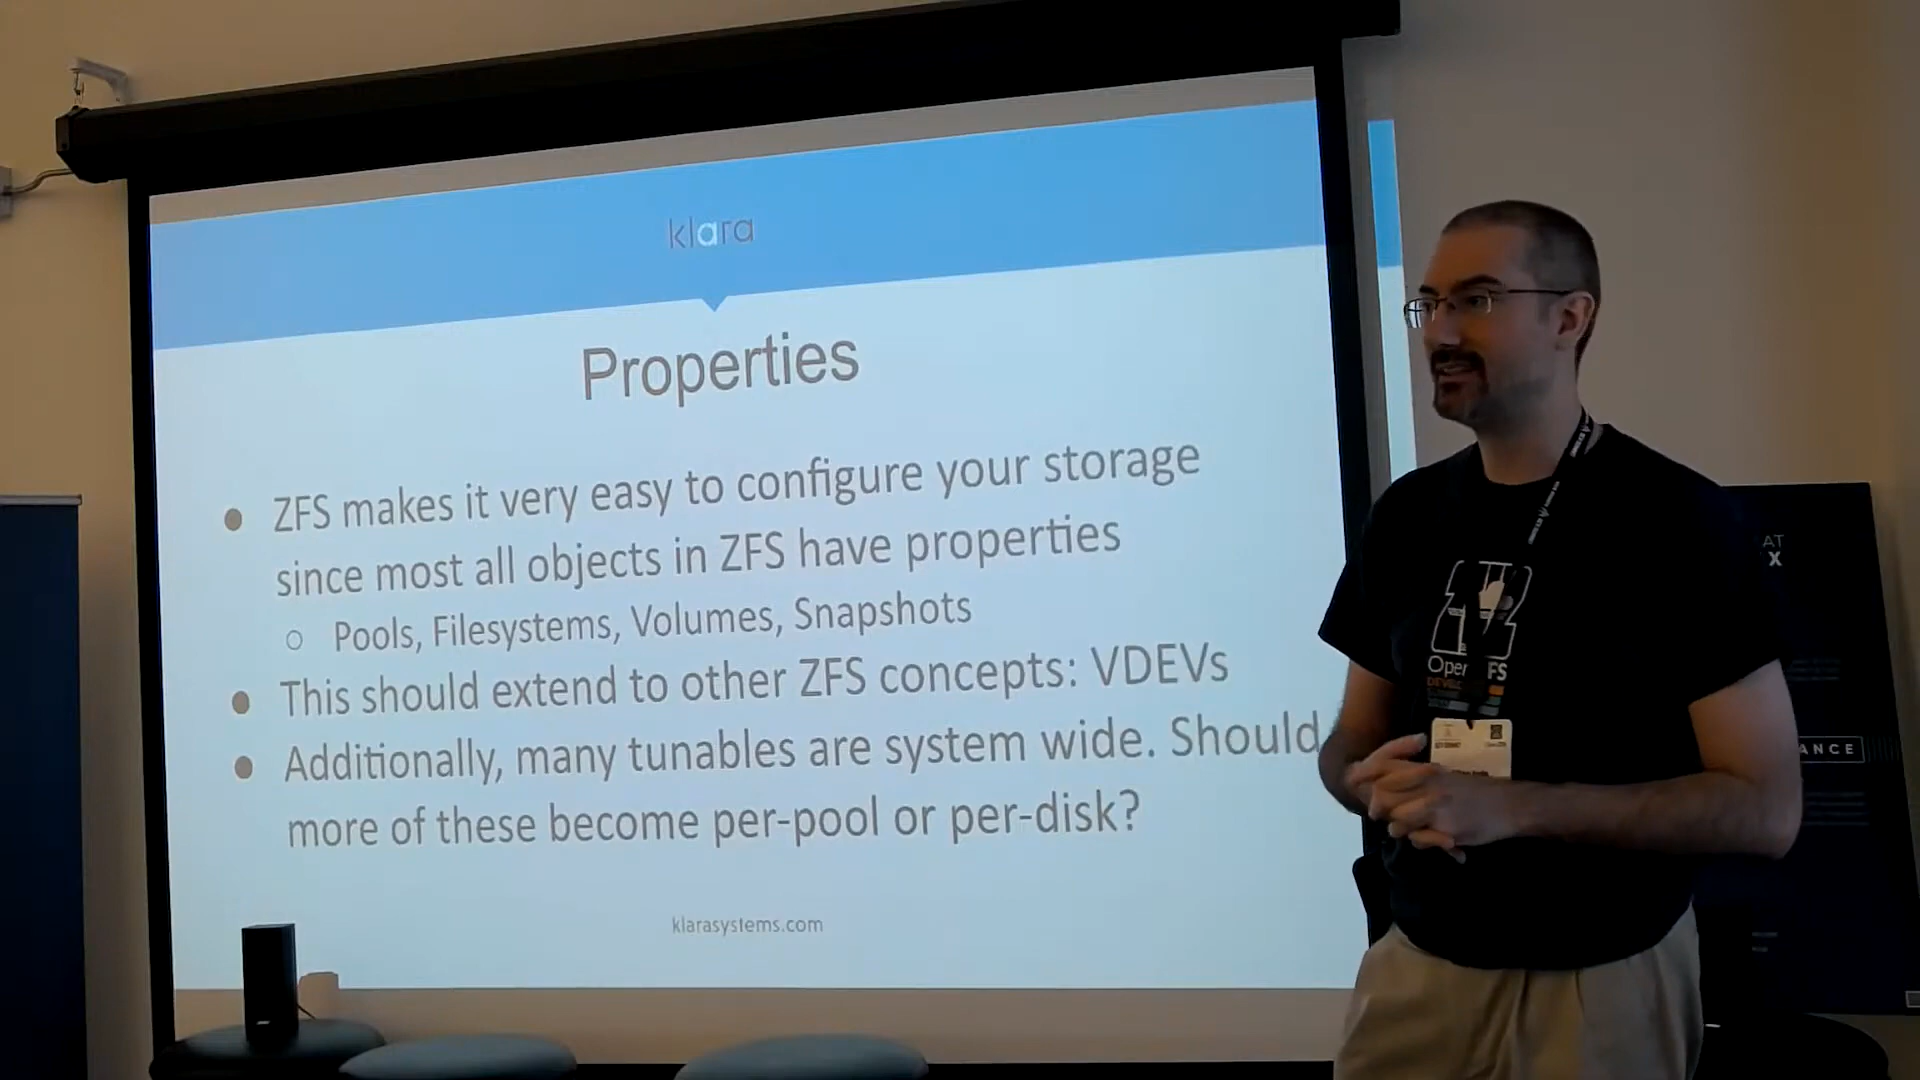 klara
Properties
● ZFS makes it very easy to configure your storage
since most all objects in ZFS have properties
○ Pools, Filesystems, Volumes, Snapshots
● This should extend to other ZFS concepts: VDEVs
● Additionally, many tunables are system wide. Should
more of these become per-pool or per-disk?
klarasystems.com
AT
X
ANCE